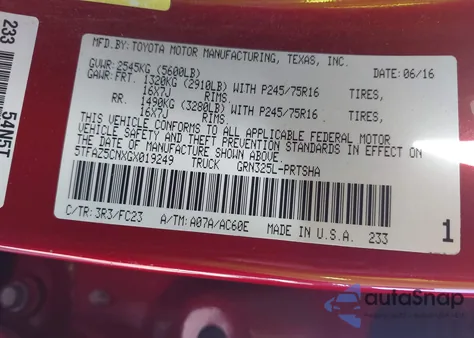 MFD.BY:TOYOTA MOTOR MANUFACTURING, TEXAS, INC.
GVWR:2545KG (5600LB) DATE:06/16
GAWR:FRT. 1320KG (2910LB) WITH P245/75R16 TIRES,
16X7J RIMS.
RR. 1490KG (3280LB) WITH P245/75R16 TIRES,
16X7J RIMS.
THIS VEHICLE CONFORMS TO ALL APPLICABLE FEDERAL MOTOR
VEHICLE SAFETY AND THEFT PREVENTION STANDARDS IN EFFECT ON
THE DATE OF MANUFACTURE SHOWN ABOVE.
5TFAZ5CNXGX019249 TRUCK GRN325L-PRTSHA
C/TR: 3R3/FC23 A/TM: A07A/AC60E MADE IN U.S.A. 233 1
233
54N5T
autoSnap